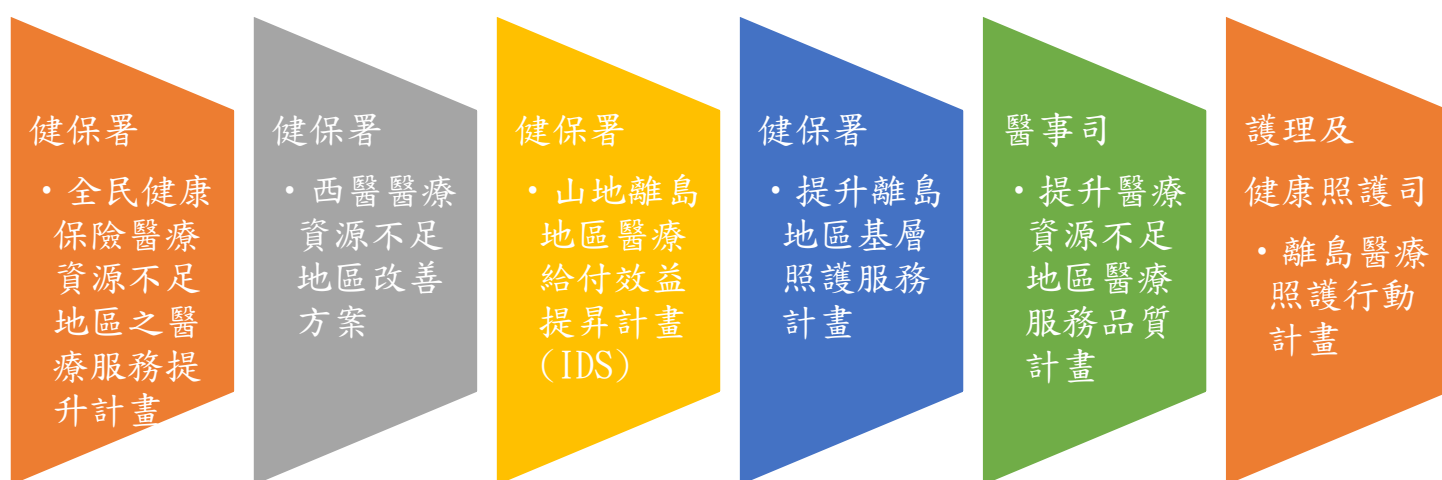 健保署
•全民健康
保險醫療
資源不足
地區之醫
療服務提
升計畫
健保署
•西醫醫療
資源不足
地區改善
方案
健保署
•山地離島
地區醫療
給付效益
提昇計畫
(IDS)
健保署
•提升離島
地區基層
照護服務
計畫
醫事司
•提升醫療
資源不足
地區醫療
服務品質
計畫
護理及
健康照護司
•離島醫療
照護行動
計畫